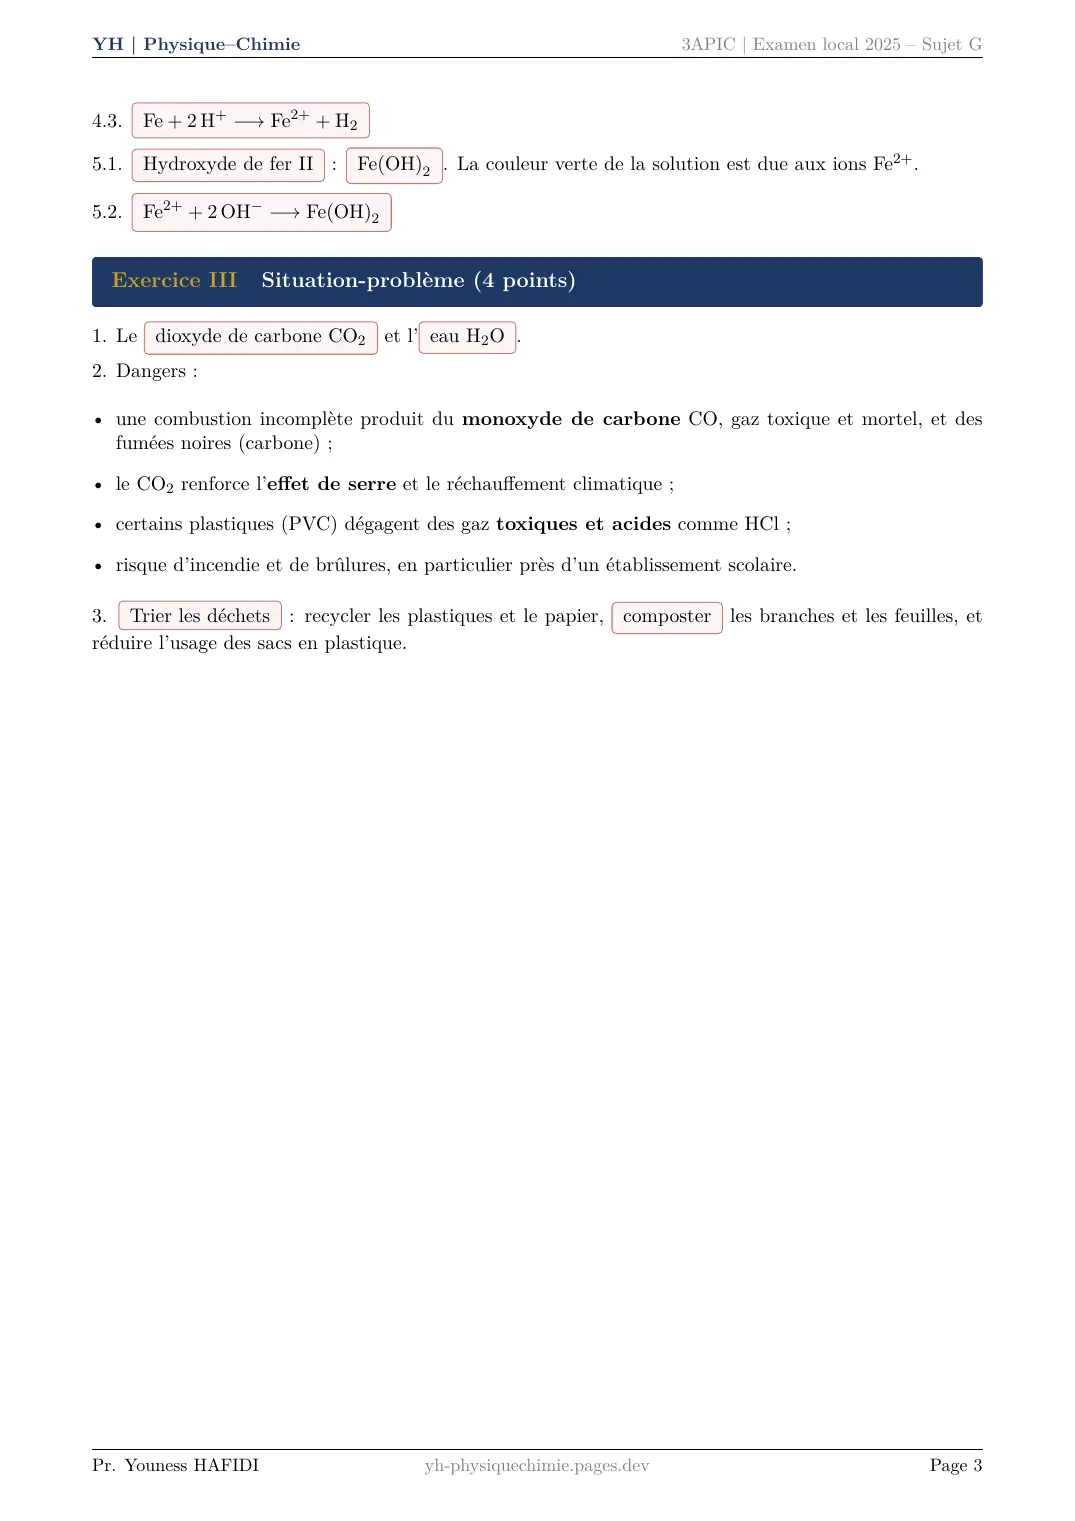 YH | Physique–Chimie 3APIC | Examen local 2025 – Sujet G
4.3. Fe + 2 H⁺ ⟶ Fe²⁺ + H₂
5.1. Hydroxyde de fer II : Fe(OH)₂ . La couleur verte de la solution est due aux ions Fe²⁺.
5.2. Fe²⁺ + 2 OH⁻ ⟶ Fe(OH)₂
Exercice III Situation-problème (4 points)
1. Le dioxyde de carbone CO₂ et l' eau H₂O .
2. Dangers :
• une combustion incomplète produit du monoxyde de carbone CO, gaz toxique et mortel, et des
fumées noires (carbone) ;
• le CO₂ renforce l'effet de serre et le réchauffement climatique ;
• certains plastiques (PVC) dégagent des gaz toxiques et acides comme HCl ;
• risque d'incendie et de brûlures, en particulier près d'un établissement scolaire.
3. Trier les déchets : recycler les plastiques et le papier, composter les branches et les feuilles, et
réduire l'usage des sacs en plastique.
Pr. Youness HAFIDI yh-physiquechimie.pages.dev Page 3